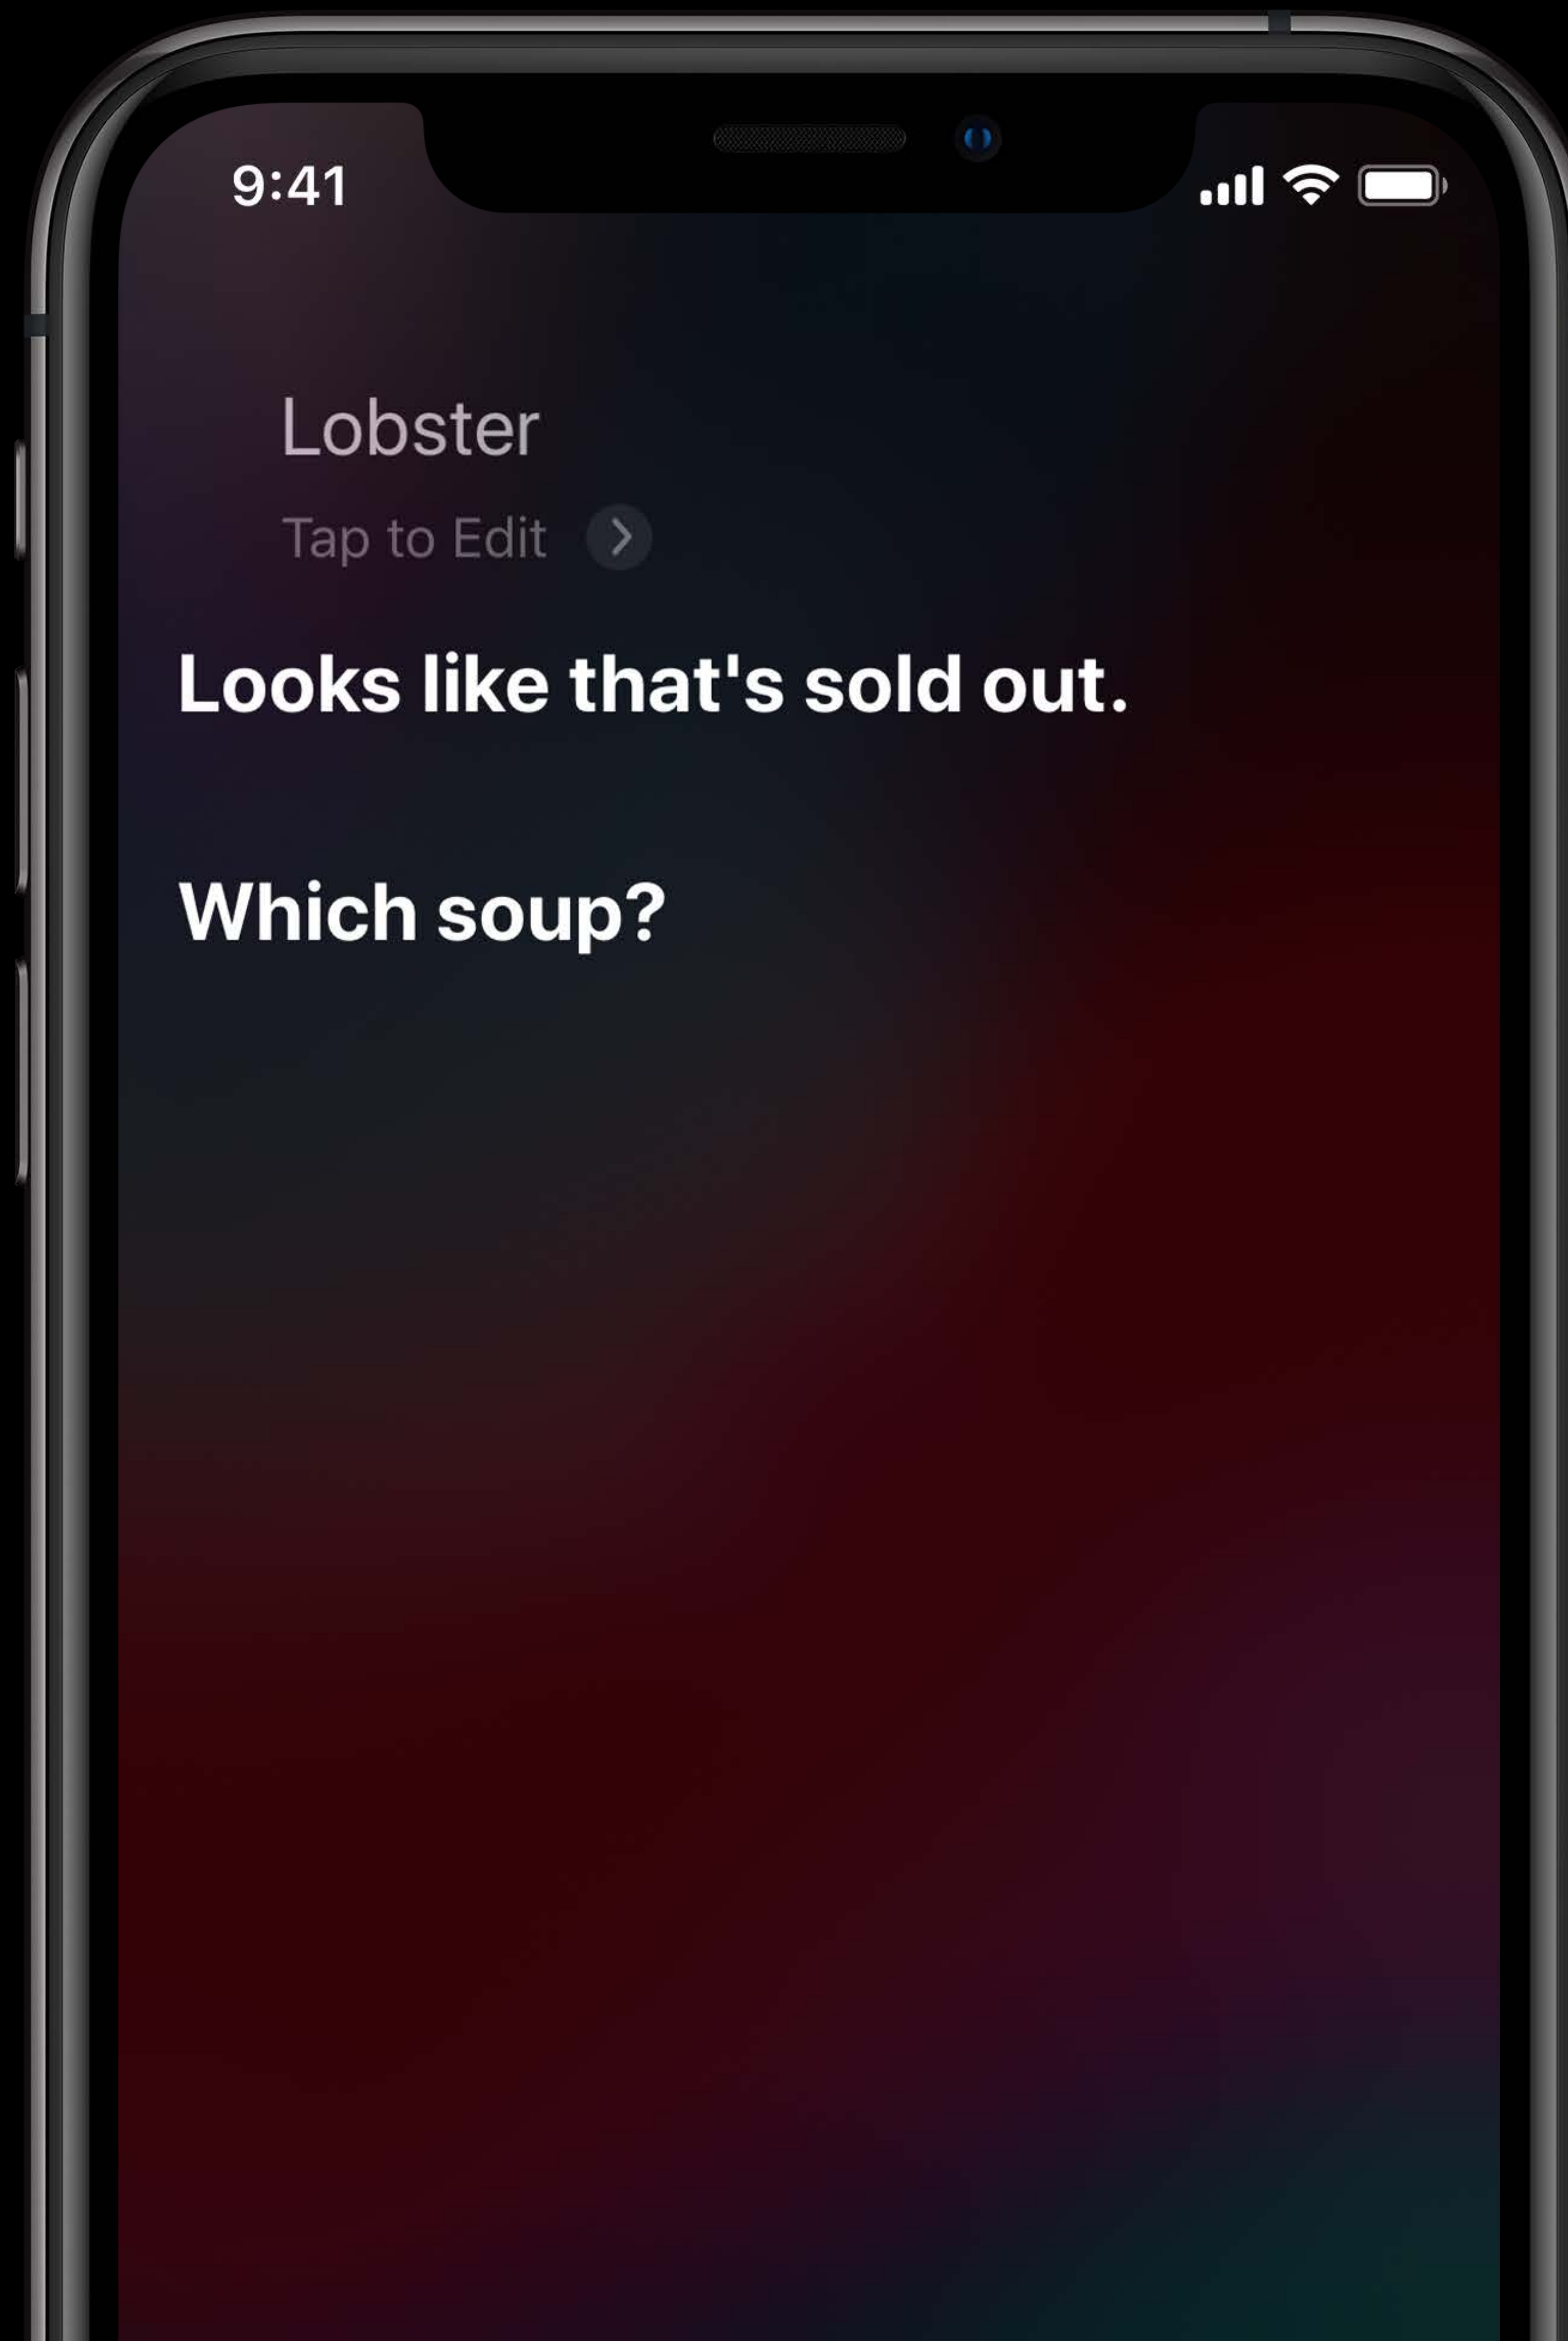 9:41
Lobster
Tap to Edit
Looks like that's sold out.
Which soup?